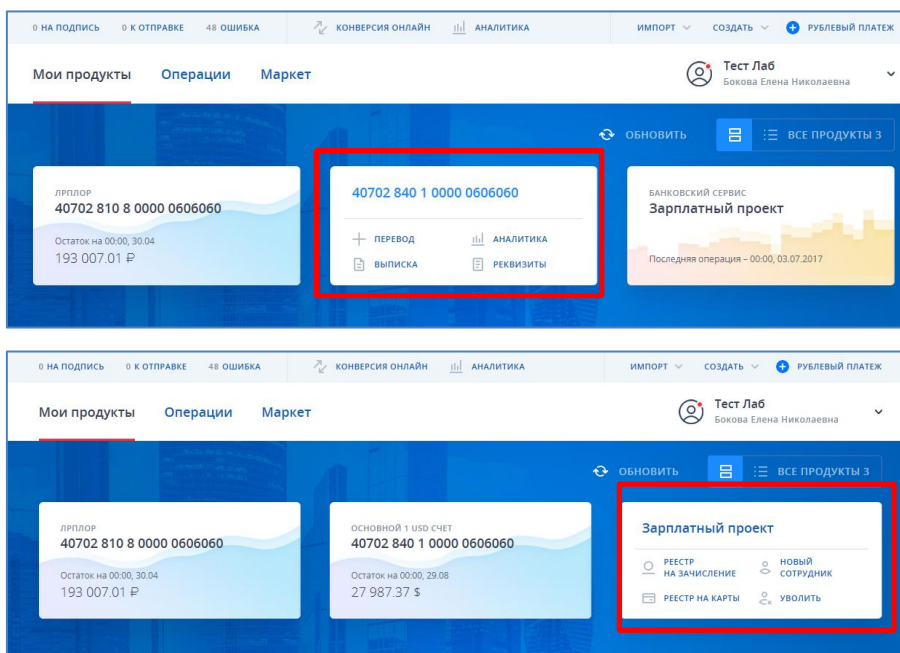 0 НА ПОДПИСЬ 0 К ОТПРАВКЕ 48 ОШИБКА КОНВЕРСИЯ ОНЛАЙН АНАЛИТИКА ИМПОРТ СОЗДАТЬ РУБЛЕВЫЙ ПЛАТЕЖ
Мои продукты Операции Маркет Тест Лаб
Бокова Елена Николаевна
ОБНОВИТЬ ВСЕ ПРОДУКТЫ 3
ЛРПЛОР
40702 810 8 0000 0606060
Остаток на 00:00, 30.04
193 007.01 ₽
40702 840 1 0000 0606060
ПЕРЕВОД АНАЛИТИКА
ВЫПИСКА РЕКВИЗИТЫ
БАНКОВСКИЙ СЕРВИС
Зарплатный проект
Последняя операция – 00:00, 03.07.2017
0 НА ПОДПИСЬ 0 К ОТПРАВКЕ 48 ОШИБКА КОНВЕРСИЯ ОНЛАЙН АНАЛИТИКА ИМПОРТ СОЗДАТЬ РУБЛЕВЫЙ ПЛАТЕЖ
Мои продукты Операции Маркет Тест Лаб
Бокова Елена Николаевна
ОБНОВИТЬ ВСЕ ПРОДУКТЫ 3
ЛРПЛОР
40702 810 8 0000 0606060
Остаток на 00:00, 30.04
193 007.01 ₽
ОСНОВНОЙ 1 USD СЧЕТ
40702 840 1 0000 0606060
Остаток на 00:00, 29.08
27 987.37 $
Зарплатный проект
РЕЕСТР НОВЫЙ
НА ЗАЧИСЛЕНИЕ СОТРУДНИК
РЕЕСТР НА КАРТЫ УВОЛИТЬ